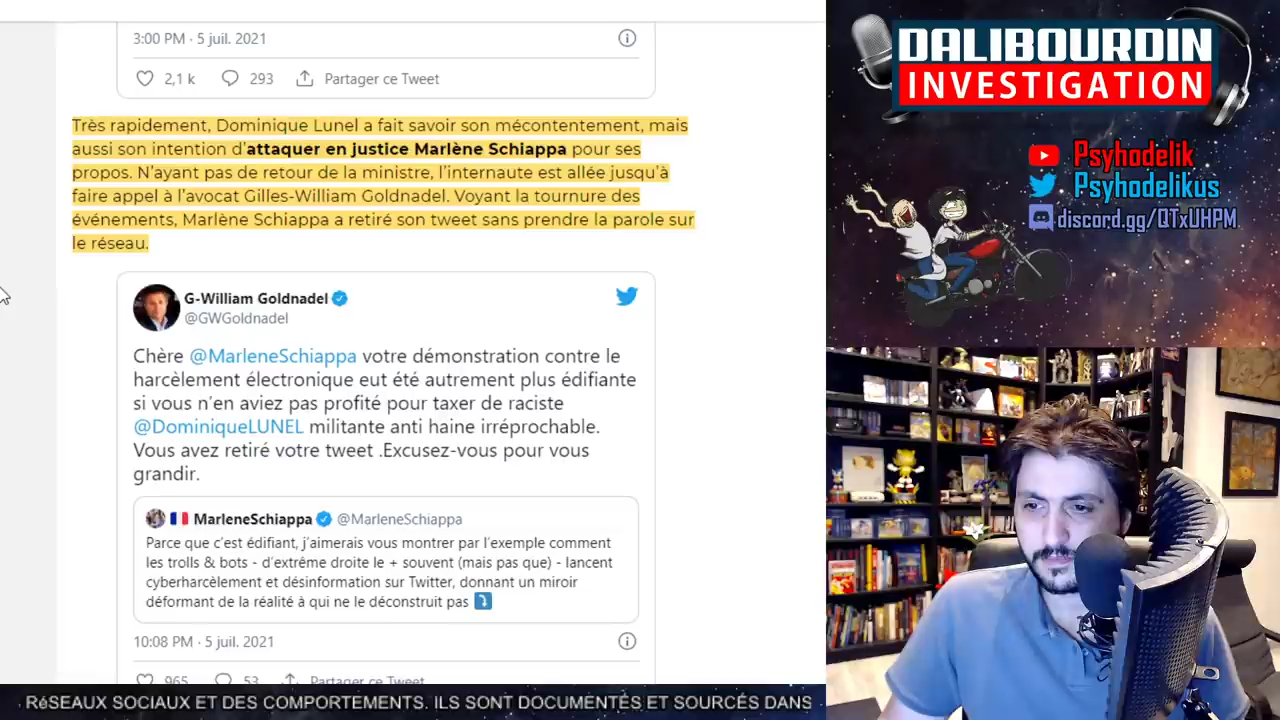 3:00 PM · 5 juil. 2021
2,1 k 293 Partager ce Tweet
Très rapidement, Dominique Lunel a fait savoir son mécontentement, mais
aussi son intention d'attaquer en justice Marlène Schiappa pour ses
propos. N'ayant pas de retour de la ministre, l'internaute est allée jusqu'à
faire appel à l'avocat Gilles-William Goldnadel. Voyant la tournure des
événements, Marlène Schiappa a retiré son tweet sans prendre la parole sur
le réseau.
G-William Goldnadel
@GWGoldnadel
Chère @MarleneSchiappa votre démonstration contre le
harcèlement électronique eut été autrement plus édifiante
si vous n'en aviez pas profité pour taxer de raciste
@DominiqueLUNEL militante anti haine irréprochable.
Vous avez retiré votre tweet .Excusez-vous pour vous
grandir.
MarleneSchiappa @MarleneSchiappa
Parce que c'est édifiant, j'aimerais vous montrer par l'exemple comment
les trolls & bots - d'extrême droite le + souvent (mais pas que) - lancent
cyberharcèlement et désinformation sur Twitter, donnant un miroir
déformant de la réalité à qui ne le déconstruit pas
10:08 PM · 5 juil. 2021
965 53 Partager ce Tweet
RéSEAUX SOCIAUX ET DES COMPORTEMENTS. ILS SONT DOCUMENTÉS ET SOURCÉS DANS
DALIBOURDIN
INVESTIGATION
Psyhodelik
Psyhodelikus
discord.gg/QTxUHPM